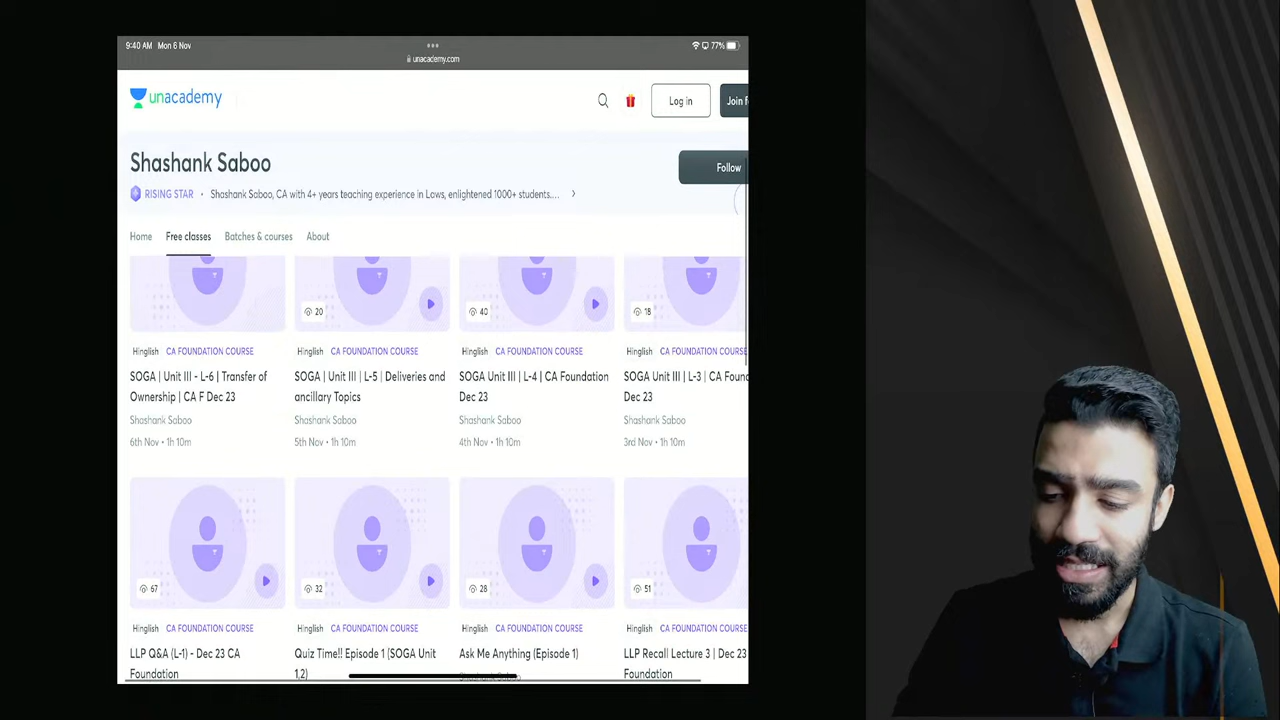 9:40 AM Mon 6 Nov
77%
unacademy.com
unacademy
Log in
Join f
Shashank Saboo
Follow
RISING STAR • Shashank Saboo, CA with 4+ years teaching experience in Laws, enlightened 1000+ students....
Home Free classes Batches & courses About
20 40 18
Hinglish CA FOUNDATION COURSE Hinglish CA FOUNDATION COURSE Hinglish CA FOUNDATION COURSE Hinglish CA FOUNDATION COURSE
SOGA | Unit III - L-6 | Transfer of
Ownership | CA F Dec 23
SOGA | Unit III | L-5 | Deliveries and
ancillary Topics
SOGA Unit III | L-4 | CA Foundation
Dec 23
SOGA Unit III | L-3 | CA Foun
Dec 23
Shashank Saboo Shashank Saboo Shashank Saboo Shashank Saboo
6th Nov • 1h 10m 5th Nov • 1h 10m 4th Nov • 1h 10m 3rd Nov • 1h 10m
67 32 28 51
Hinglish CA FOUNDATION COURSE Hinglish CA FOUNDATION COURSE Hinglish CA FOUNDATION COURSE Hinglish CA FOUNDATION COURSE
LLP Q&A (L-1) - Dec 23 CA
Foundation
Quiz Time!! Episode 1 (SOGA Unit
1,2)
Ask Me Anything (Episode 1)
Shashank Saboo
LLP Recall Lecture 3 | Dec 23
Foundation